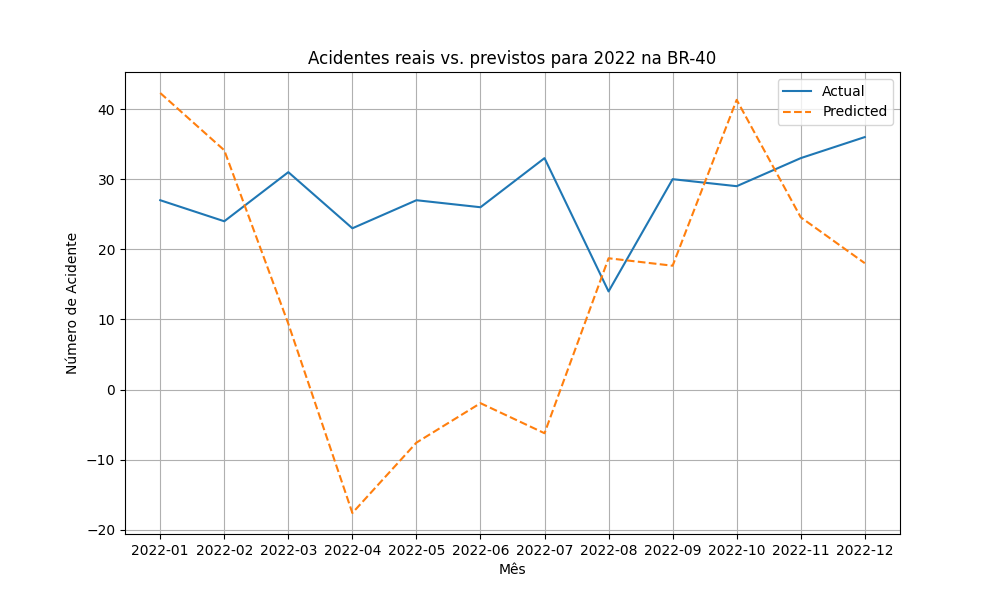 Acidentes reais vs. previstos para 2022 na BR-40
Actual
Predicted
Número de Acidente
40
30
20
10
0
−10
−20
2022-01 2022-02 2022-03 2022-04 2022-05 2022-06 2022-07 2022-08 2022-09 2022-10 2022-11 2022-12
Mês